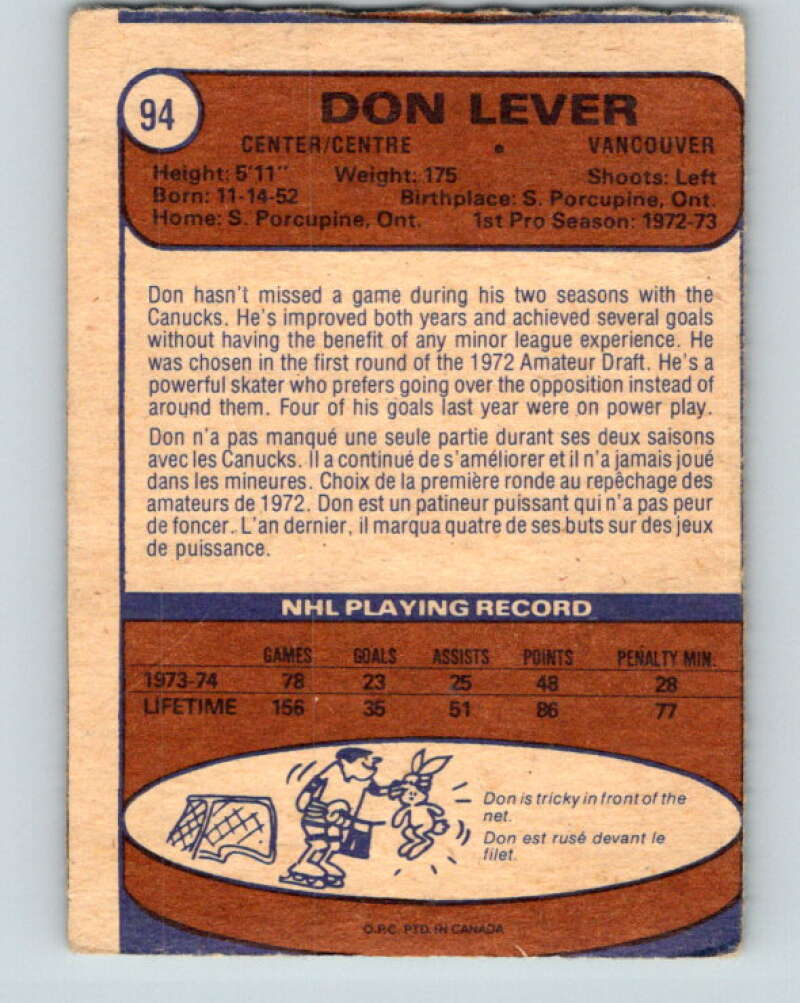 94
DON LEVER
CENTER/CENTRE • VANCOUVER
Height: 5'11" Weight: 175 Shoots: Left
Born: 11-14-52 Birthplace: S. Porcupine, Ont.
Home: S. Porcupine, Ont. 1st Pro Season: 1972-73
Don hasn't missed a game during his two seasons with the
Canucks. He's improved both years and achieved several goals
without having the benefit of any minor league experience. He
was chosen in the first round of the 1972 Amateur Draft. He's a
powerful skater who prefers going over the opposition instead of
around them. Four of his goals last year were on power play.
Don n'a pas manqué une seule partie durant ses deux saisons
avec les Canucks. Il a continué de s'améliorer et il n'a jamais joué
dans les mineures. Choix de la première ronde au repêchage des
amateurs de 1972. Don est un patineur puissant qui n'a pas peur
de foncer. L'an dernier, il marqua quatre de ses buts sur des jeux
de puissance.
NHL PLAYING RECORD
GAMES GOALS ASSISTS POINTS PENALTY MIN.
1973-74 78 23 25 48 28
LIFETIME 156 35 51 86 77
Don is tricky in front of the
net.
Don est rusé devant le
filet.
O.P.C. PTD. IN CANADA